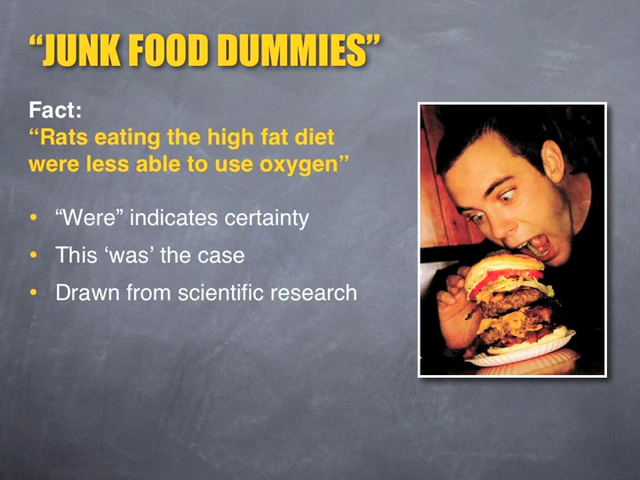 “JUNK FOOD DUMMIES”
Fact:
“Rats eating the high fat diet
were less able to use oxygen”
• “Were” indicates certainty
• This ‘was’ the case
• Drawn from scientific research